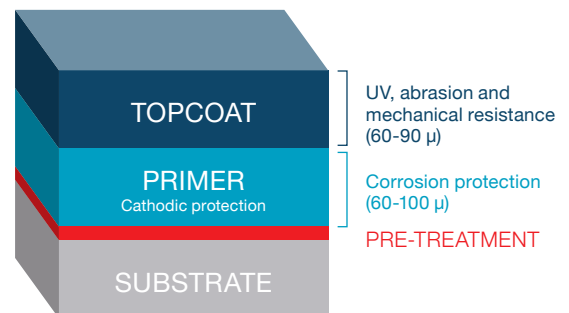 TOPCOAT
UV, abrasion and
mechanical resistance
(60-90 µ)
PRIMER
Cathodic protection
Corrosion protection
(60-100 µ)
PRE-TREATMENT
SUBSTRATE